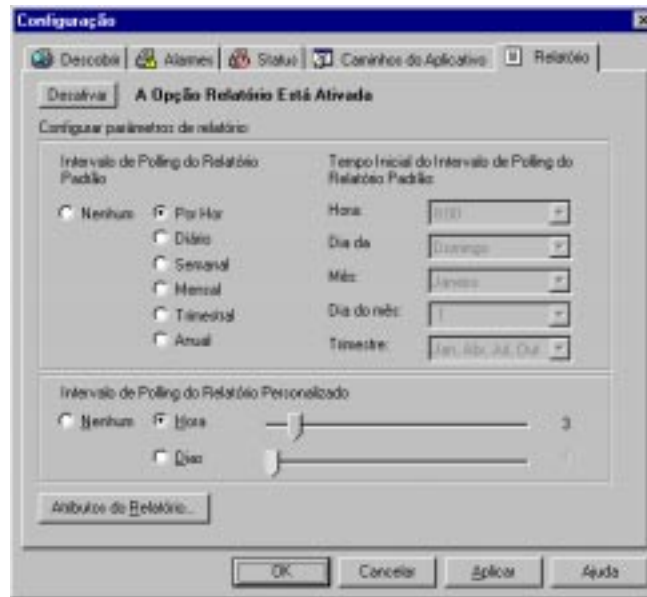 Configuração
Descobrir Alarmes Status Caminhos do Aplicativo Relatório
Desativar A Opção Relatório Está Ativada
Configurar parâmetros de relatório
Intervalo de Polling do Relatório Padrão
Tempo Inicial do Intervalo de Polling do Relatório Padrão:
Nenhum Por Hor
Diário
Semanal
Mensal
Trimestral
Anual
Hora:
Dia da
Domingo
Mês:
Janeiro
Dia do mês:
1
Trimestre:
Jan, Abr, Jul, Out
Intervalo de Polling do Relatório Personalizado
Nenhum Hora 3
Dias
Atributos do Relatório...
OK Cancelar Aplicar Ajuda